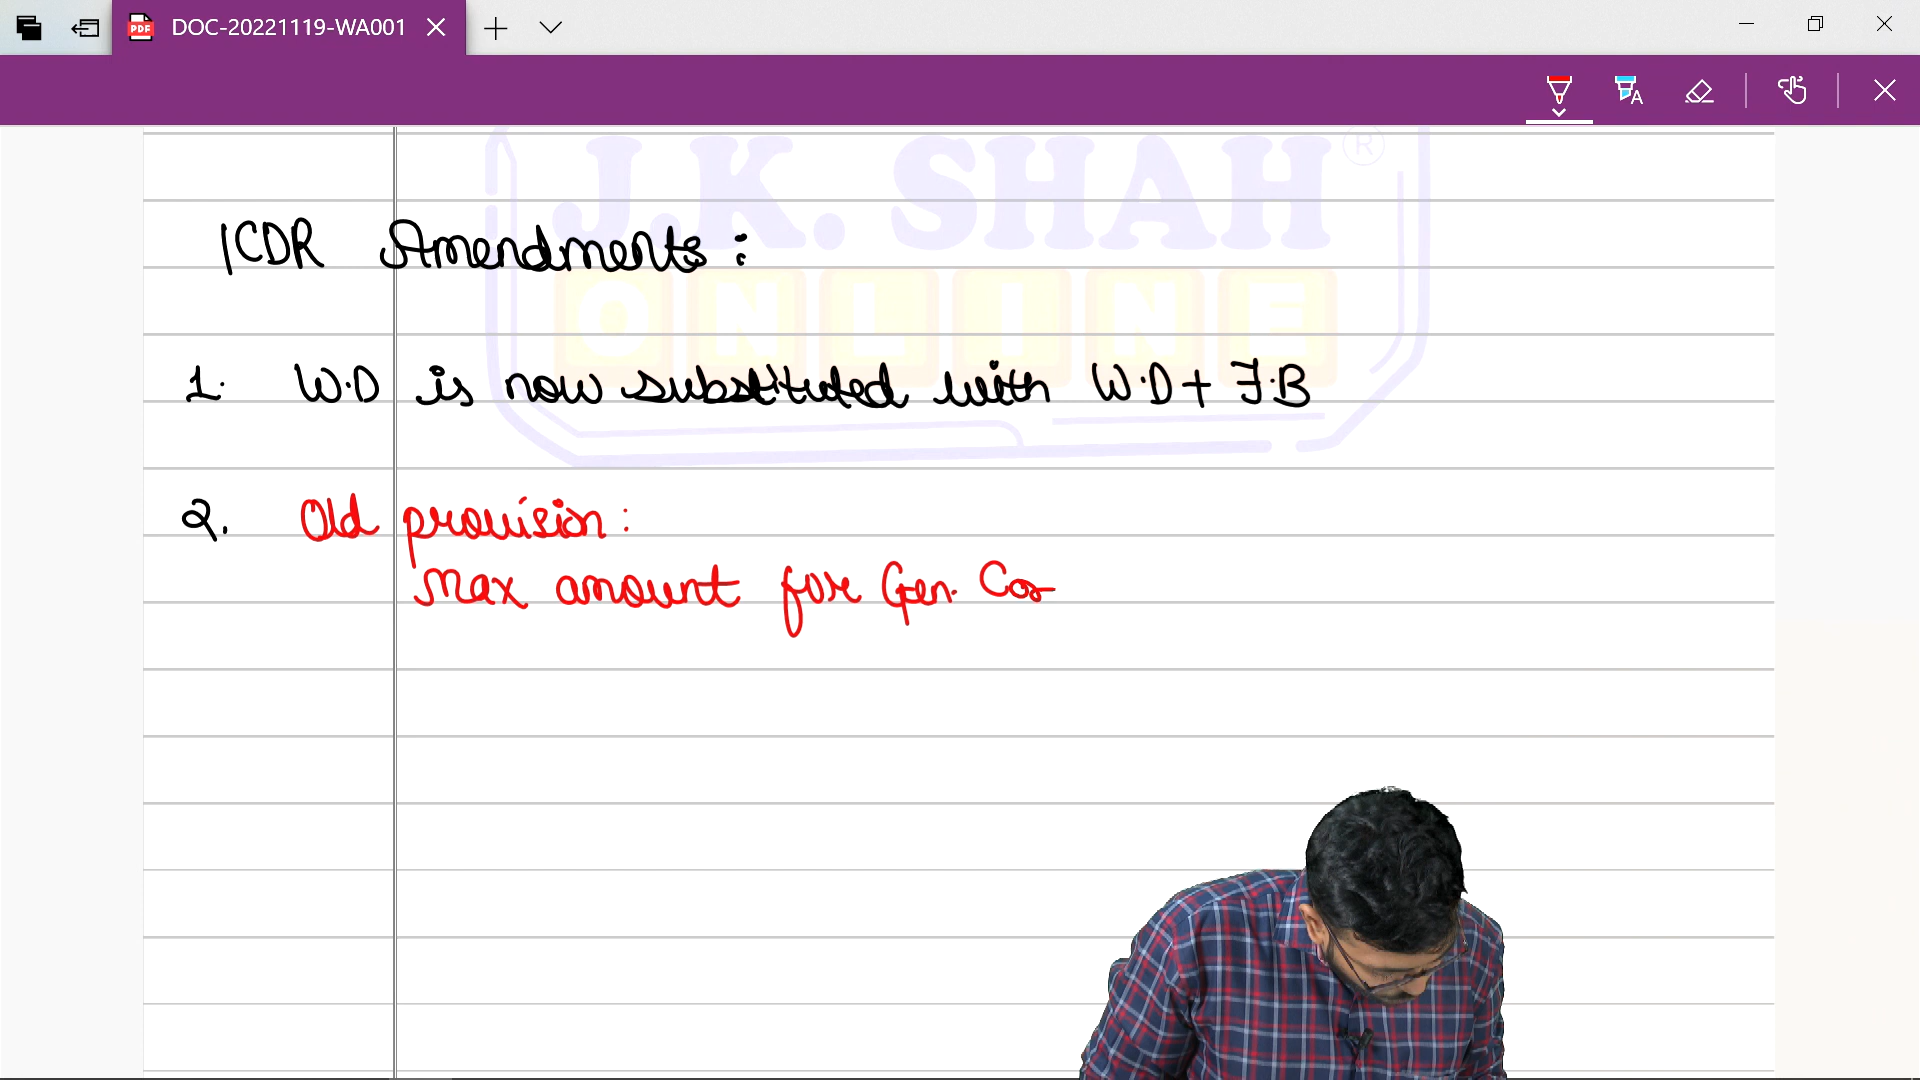 DOC-20221119-WA001
J.K. SHAH ®
ONLINE
ICDR Amendments:
1. W.D is now substituted with W.D + F.B
2. Old provision:
Max amount for Gen. Cor